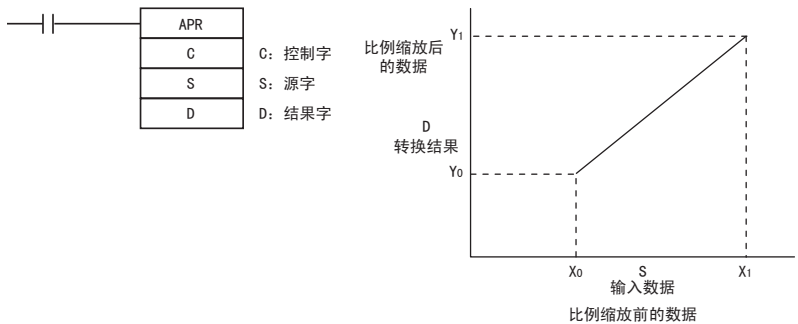 APR
C
C：控制字
S
S：源字
D
D：结果字
比例缩放后
的数据
Y1
D
转换结果
Y0
X0
S
X1
输入数据
比例缩放前的数据